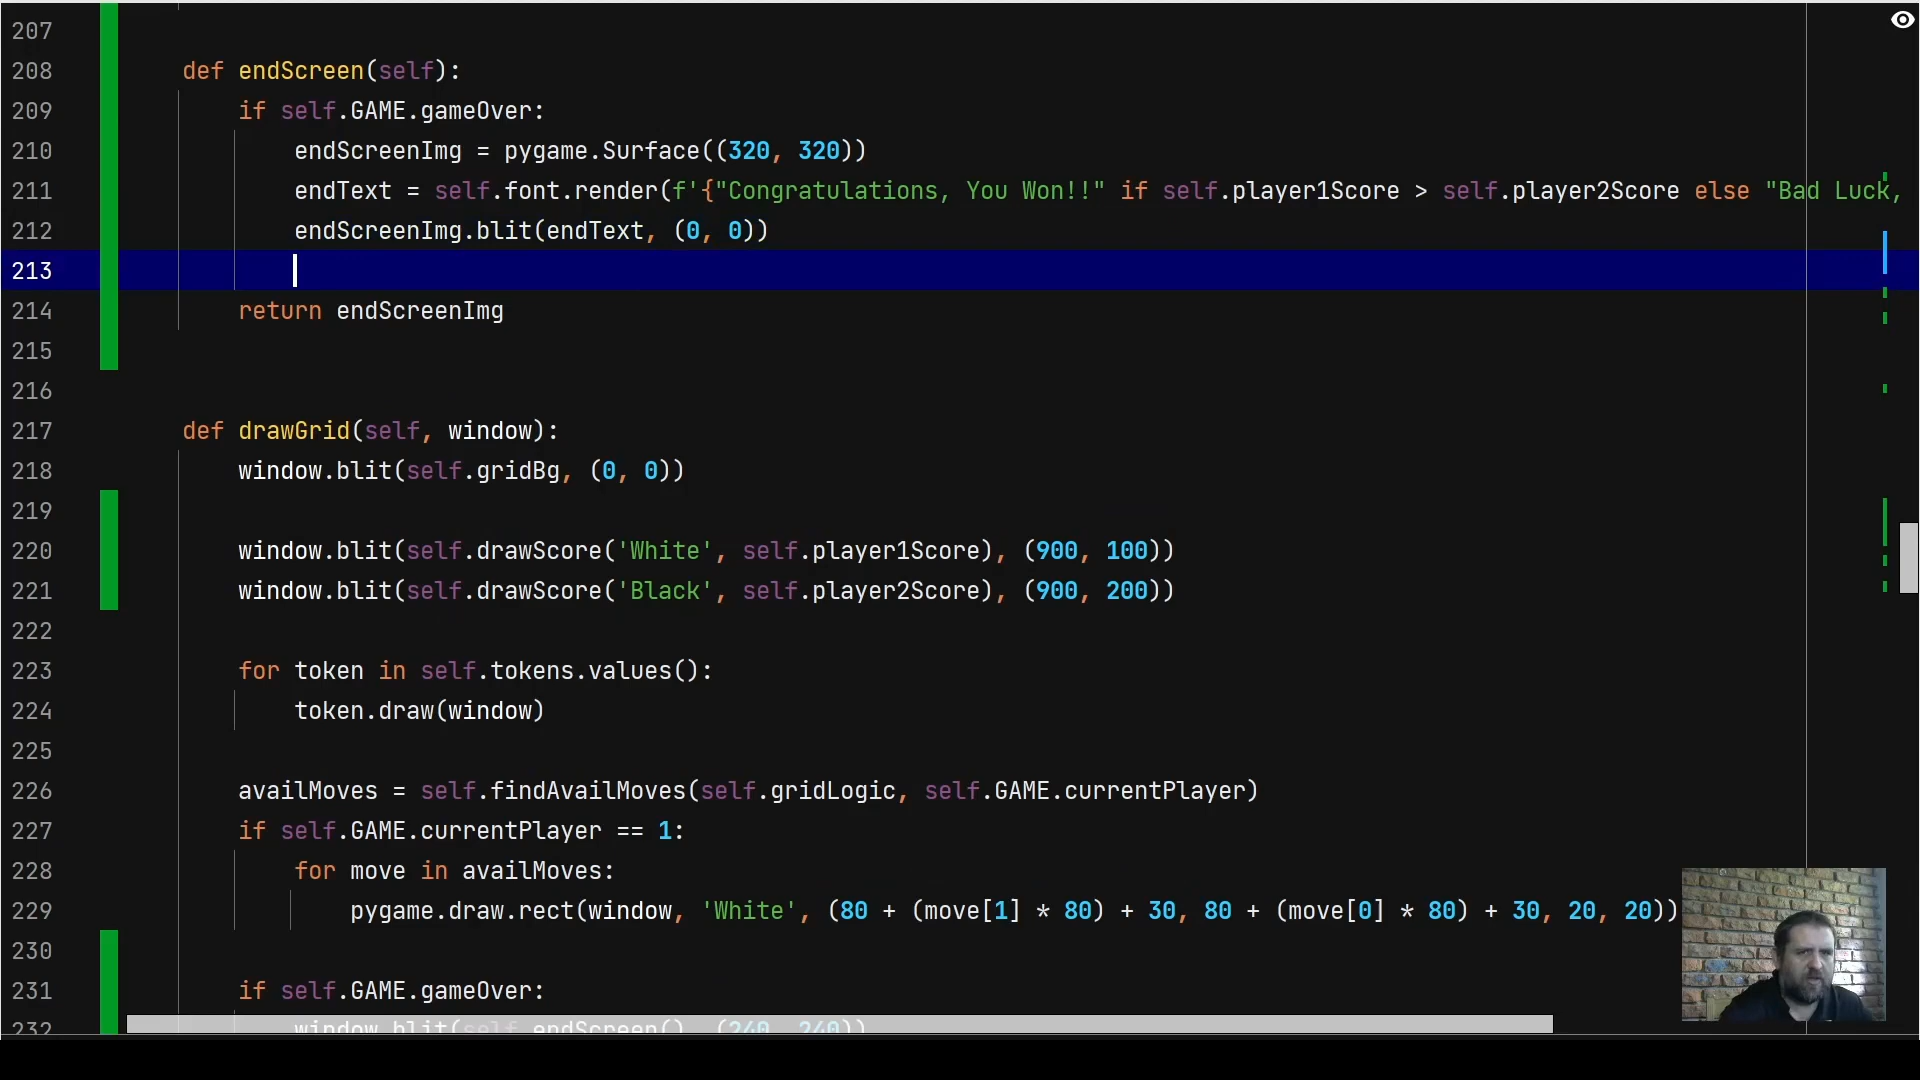 207
208 def endScreen(self):
209 if self.GAME.gameOver:
210 endScreenImg = pygame.Surface((320, 320))
211 endText = self.font.render(f'{"Congratulations, You Won!!" if self.player1Score > self.player2Score else "Bad Luck,
212 endScreenImg.blit(endText, (0, 0))
213
214 return endScreenImg
215
216
217 def drawGrid(self, window):
218 window.blit(self.gridBg, (0, 0))
219
220 window.blit(self.drawScore('White', self.player1Score), (900, 100))
221 window.blit(self.drawScore('Black', self.player2Score), (900, 200))
222
223 for token in self.tokens.values():
224 token.draw(window)
225
226 availMoves = self.findAvailMoves(self.gridLogic, self.GAME.currentPlayer)
227 if self.GAME.currentPlayer == 1:
228 for move in availMoves:
229 pygame.draw.rect(window, 'White', (80 + (move[1] * 80) + 30, 80 + (move[0] * 80) + 30, 20, 20))
230
231 if self.GAME.gameOver:
232 window.blit(self.endScreen(), (240, 240))